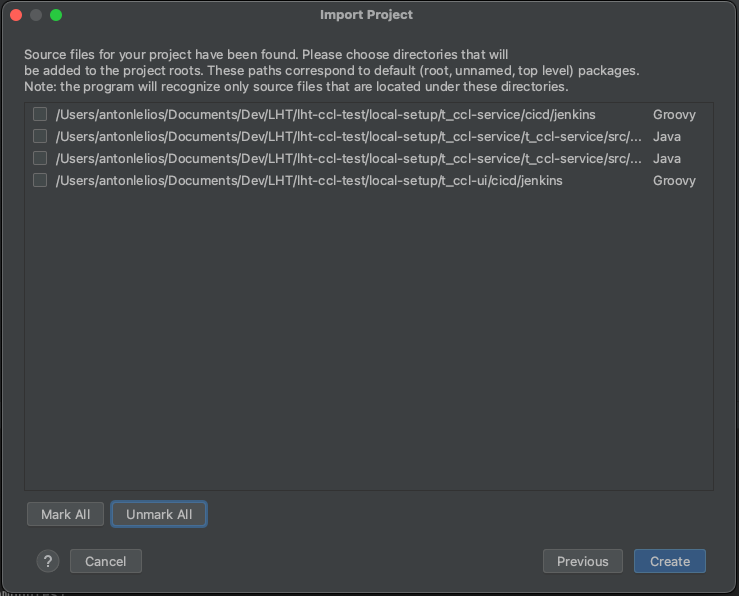 Import Project
Source files for your project have been found. Please choose directories that will
be added to the project roots. These paths correspond to default (root, unnamed, top level) packages.
Note: the program will recognize only source files that are located under these directories.
/Users/antonlelios/Documents/Dev/LHT/lht-ccl-test/local-setup/t_ccl-service/cicd/jenkins Groovy
/Users/antonlelios/Documents/Dev/LHT/lht-ccl-test/local-setup/t_ccl-service/t_ccl-service/src/... Java
/Users/antonlelios/Documents/Dev/LHT/lht-ccl-test/local-setup/t_ccl-service/t_ccl-service/src/... Java
/Users/antonlelios/Documents/Dev/LHT/lht-ccl-test/local-setup/t_ccl-ui/cicd/jenkins Groovy
Mark All Unmark All
? Cancel Previous Create